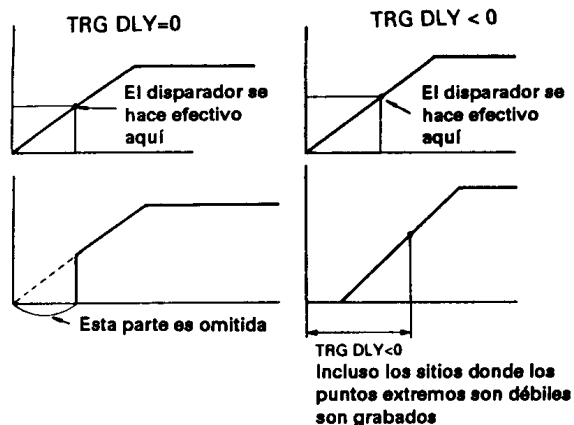 TRG DLY=0
TRG DLY < 0
El disparador se
hace efectivo
aquí
El disparador se
hace efectivo
aquí
Esta parte es omitida
TRG DLY<0
Incluso los sitios donde los
puntos extremos son débiles
son grabados